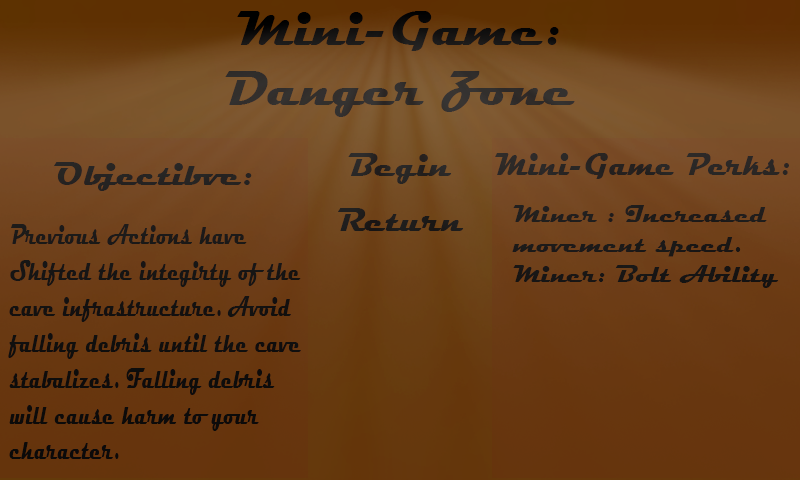 Mini-Game:
Danger Zone
Objectibve:
Previous Actions have
Shifted the integirty of the
cave infrastructure. Avoid
falling debris until the cave
stabalizes. Falling debris
will cause harm to your
character.
Begin
Return
Mini-Game Perks:
Miner : Increased
movement speed.
Miner: Bolt Ability